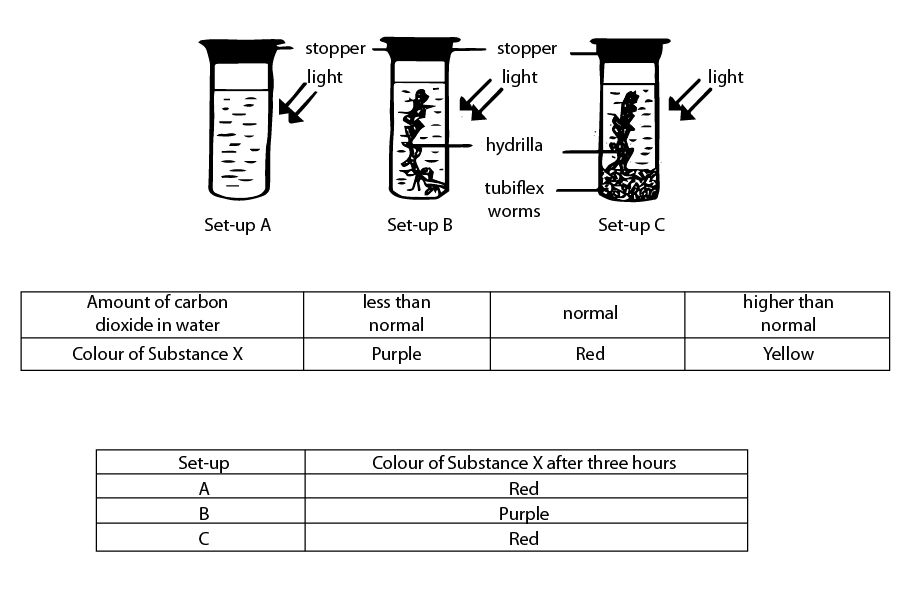 stopper stopper
light light light
hydrilla
tubiflex
worms
Set-up A Set-up B Set-up C
Amount of carbon
dioxide in water
less than
normal
normal
higher than
normal
Colour of Substance X Purple Red Yellow
Set-up Colour of Substance X after three hours
A Red
B Purple
C Red